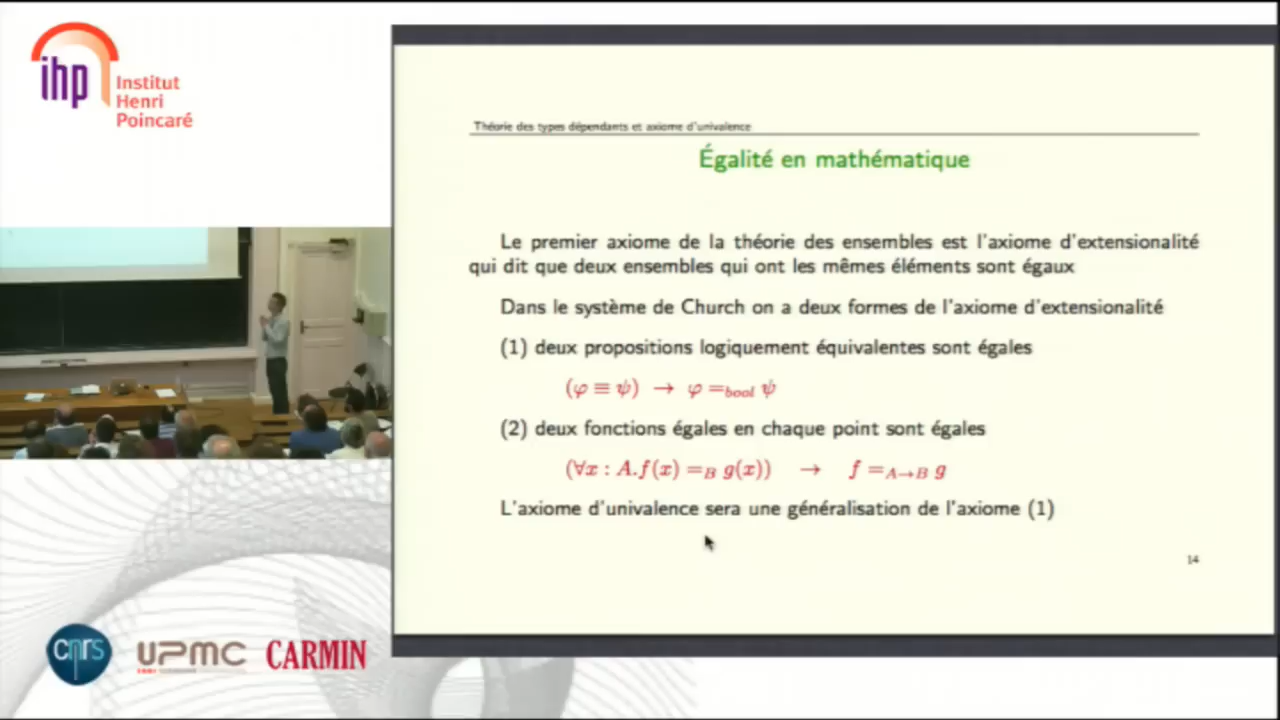 ihp
Institut
Henri
Poincaré
Théorie des types dépendants et axiome d'univalence
Égalité en mathématique
Le premier axiome de la théorie des ensembles est l'axiome d'extensionalité
qui dit que deux ensembles qui ont les mêmes éléments sont égaux
Dans le système de Church on a deux formes de l'axiome d'extensionalité
(1) deux propositions logiquement équivalentes sont égales
(φ ≡ ψ) → φ =bool ψ
(2) deux fonctions égales en chaque point sont égales
(∀x : A.f(x) =B g(x)) → f =A→B g
L'axiome d'univalence sera une généralisation de l'axiome (1)
14
cnrs
UPMC
CARMIN